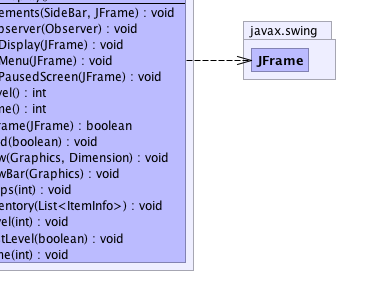 ements(SideBar, JFrame) : void
bserver(Observer) : void
Display(JFrame) : void
Menu(JFrame) : void
PausedScreen(JFrame) : void
vel() : int
ne() : int
rame(JFrame) : boolean
d(boolean) : void
w(Graphics, Dimension) : void
wBar(Graphics) : void
ps(int) : void
entory(List<ItemInfo>) : void
vel(int) : void
tLevel(boolean) : void
ne(int) : void
javax.swing
JFrame